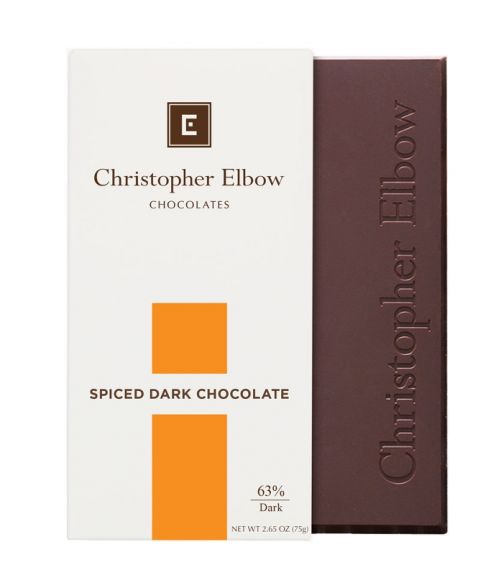 E
Christopher Elbow
CHOCOLATES
SPICED DARK CHOCOLATE
63%
Dark
NET WT 2.65 OZ (75g)
Christopher Elbow